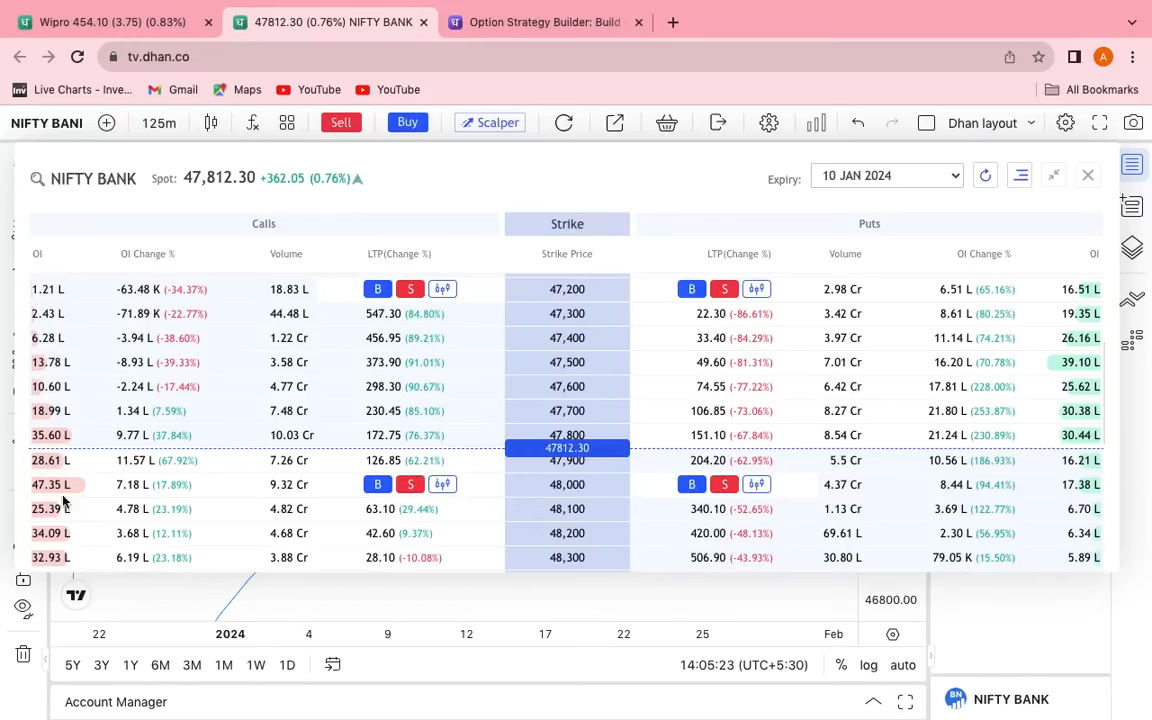 Wipro 454.10 (3.75) (0.83%) 47812.30 (0.76%) NIFTY BANK Option Strategy Builder: Build
tv.dhan.co A
Inv Live Charts - Inve... Gmail Maps YouTube YouTube All Bookmarks
NIFTY BANI 125m Sell Buy Scalper Dhan layout
NIFTY BANK Spot: 47,812.30 +362.05 (0.76%) Expiry: 10 JAN 2024
Calls Strike Puts
OI OI Change % Volume LTP(Change %) Strike Price LTP(Change %) Volume OI Change % OI
1.21 L -63.48 K (-34.37%) 18.83 L B S 47,200 B S 2.98 Cr 6.51 L (65.16%) 16.51 L
2.43 L -71.89 K (-22.77%) 44.48 L 547.30 (84.80%) 47,300 22.30 (-86.61%) 3.42 Cr 8.61 L (80.25%) 19.35 L
6.28 L -3.94 L (-38.60%) 1.22 Cr 456.95 (89.21%) 47,400 33.40 (-84.29%) 3.97 Cr 11.14 L (74.21%) 26.16 L
13.78 L -8.93 L (-39.33%) 3.58 Cr 373.90 (91.01%) 47,500 49.60 (-81.31%) 7.01 Cr 16.20 L (70.78%) 39.10 L
10.60 L -2.24 L (-17.44%) 4.77 Cr 298.30 (90.67%) 47,600 74.55 (-77.22%) 6.42 Cr 17.81 L (228.00%) 25.62 L
18.99 L 1.34 L (7.59%) 7.48 Cr 230.45 (85.10%) 47,700 106.85 (-73.06%) 8.27 Cr 21.80 L (253.87%) 30.38 L
35.60 L 9.77 L (37.84%) 10.03 Cr 172.75 (76.37%) 47,800 151.10 (-67.84%) 8.54 Cr 21.24 L (230.89%) 30.44 L
47812.30
28.61 L 11.57 L (67.92%) 7.26 Cr 126.85 (62.21%) 47,900 204.20 (-62.95%) 5.5 Cr 10.56 L (186.93%) 16.21 L
47.35 L 7.18 L (17.89%) 9.32 Cr B S 48,000 B S 4.37 Cr 8.44 L (94.41%) 17.38 L
25.39 L 4.78 L (23.19%) 4.82 Cr 63.10 (29.44%) 48,100 340.10 (-52.65%) 1.13 Cr 3.69 L (122.77%) 6.70 L
34.09 L 3.68 L (12.11%) 4.68 Cr 42.60 (9.37%) 48,200 420.00 (-48.13%) 69.61 L 2.30 L (56.95%) 6.34 L
32.93 L 6.19 L (23.18%) 3.88 Cr 28.10 (-10.08%) 48,300 506.90 (-43.93%) 30.80 L 79.05 K (15.50%) 5.89 L
46800.00
22 2024 4 9 12 17 22 25 Feb
5Y 3Y 1Y 6M 3M 1M 1W 1D 14:05:23 (UTC+5:30) % log auto
Account Manager BN NIFTY BANK